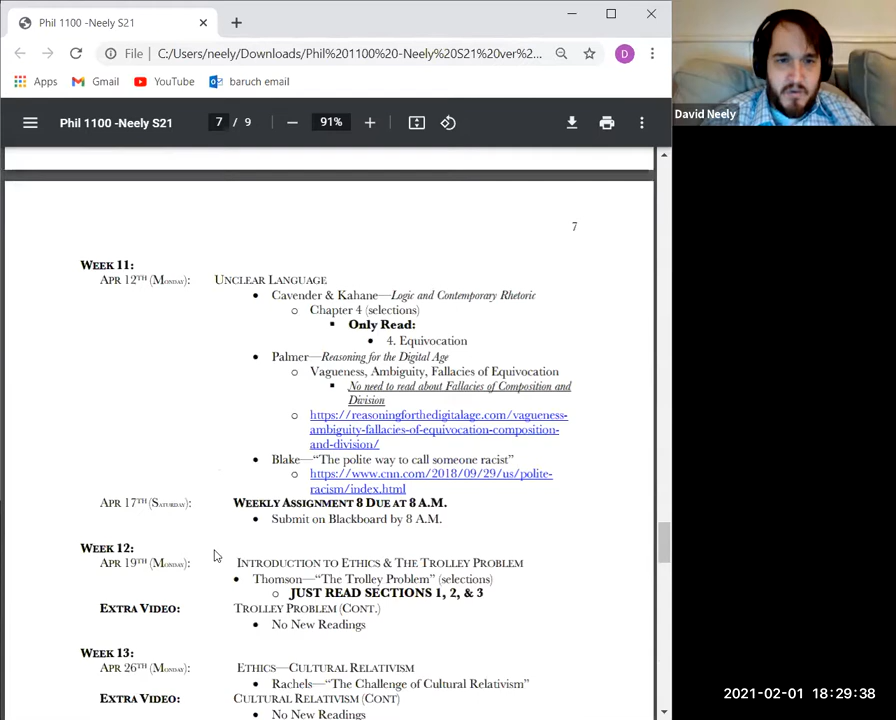 Phil 1100 -Neely S21
File
C:/Users/neely/Downloads/Phil%201100%20-Neely%20S21%20ver%2...
D
Apps
Gmail
YouTube
baruch email
Phil 1100 -Neely S21
7 / 9
91%
David Neely
7
WEEK 11:
APR 12TH (MONDAY): UNCLEAR LANGUAGE
• Cavender & Kahane—Logic and Contemporary Rhetoric
o Chapter 4 (selections)
▪ Only Read:
• 4. Equivocation
• Palmer—Reasoning for the Digital Age
o Vagueness, Ambiguity, Fallacies of Equivocation
▪ No need to read about Fallacies of Composition and
Division
o https://reasoningforthedigitalage.com/vagueness-
ambiguity-fallacies-of-equivocation-composition-
and-division/
• Blake—“The polite way to call someone racist”
o https://www.cnn.com/2018/09/29/us/polite-
racism/index.html
APR 17TH (SATURDAY): WEEKLY ASSIGNMENT 8 DUE AT 8 A.M.
• Submit on Blackboard by 8 A.M.
WEEK 12:
APR 19TH (MONDAY): INTRODUCTION TO ETHICS & THE TROLLEY PROBLEM
• Thomson—“The Trolley Problem” (selections)
o JUST READ SECTIONS 1, 2, & 3
EXTRA VIDEO: TROLLEY PROBLEM (CONT.)
• No New Readings
WEEK 13:
APR 26TH (MONDAY): ETHICS—CULTURAL RELATIVISM
• Rachels—“The Challenge of Cultural Relativism”
EXTRA VIDEO: CULTURAL RELATIVISM (CONT)
• No New Readings
2021-02-01 18:29:38